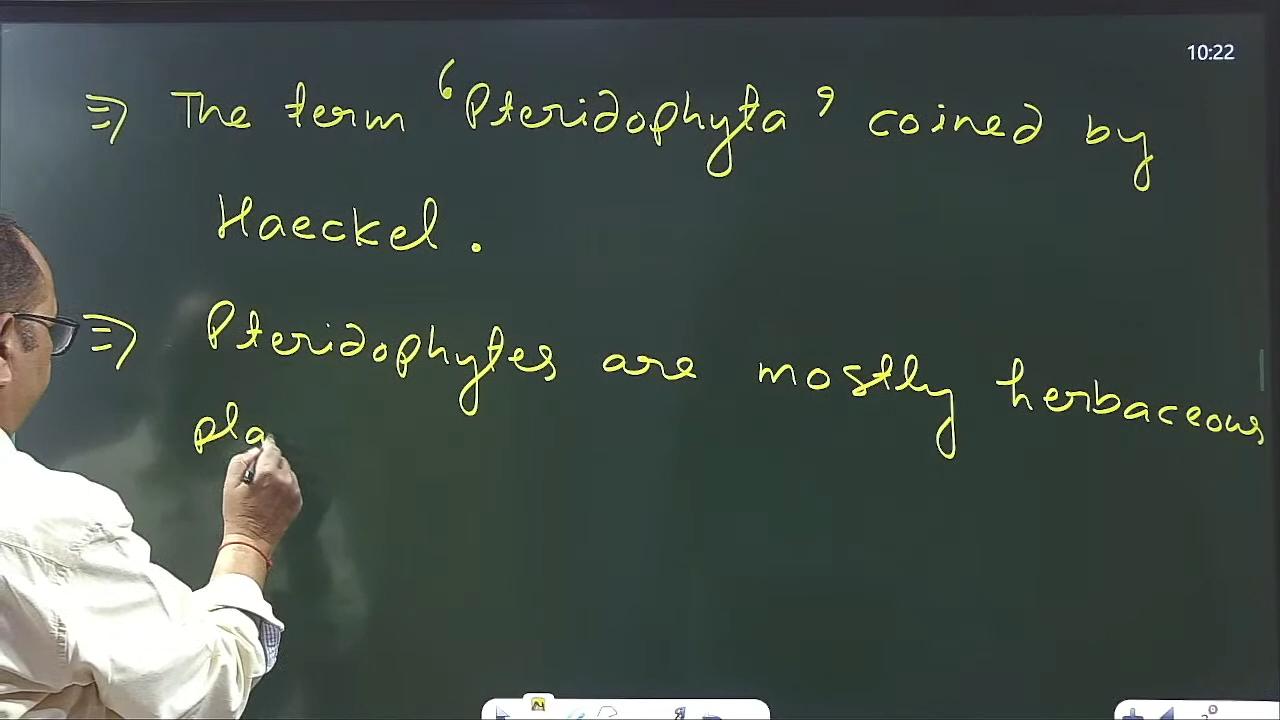 10:22
⇒ The term ‘Pteridophyta’ coined by
Haeckel.
⇒ Pteridophytes are mostly herbaceous
pla